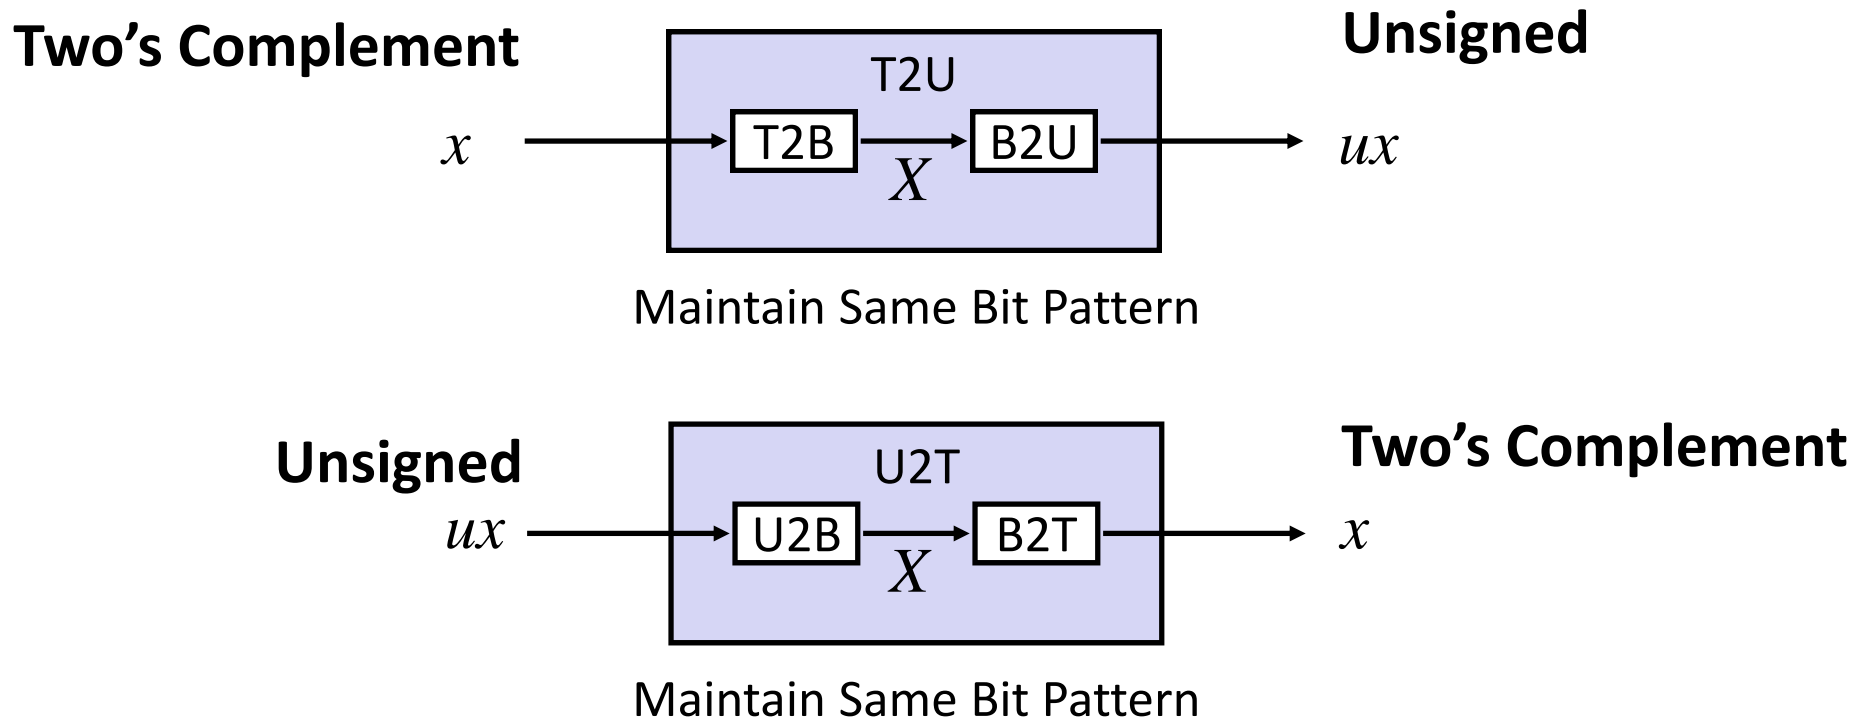 Two’s Complement
Unsigned
T2U
x
T2B
X
B2U
ux
Maintain Same Bit Pattern
Unsigned
Two’s Complement
U2T
ux
U2B
X
B2T
x
Maintain Same Bit Pattern